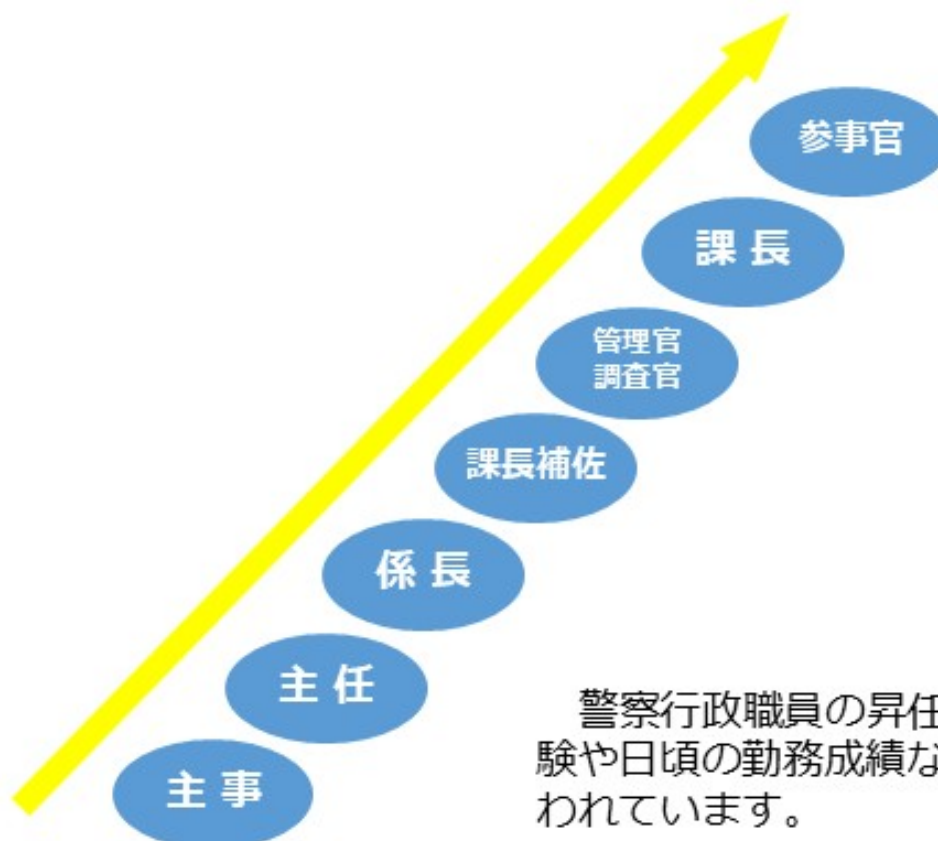 参事官
課 長
管理官
調査官
課長補佐
係 長
主 任
主 事
警察行政職員の昇任
験や日頃の勤務成績な
われています。